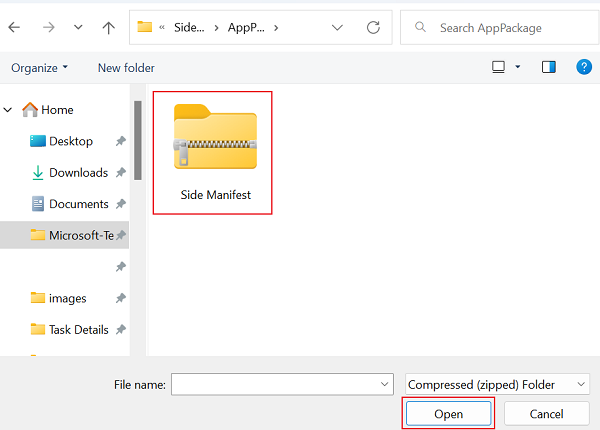 « Side... > AppP... >
Search AppPackage
Organize
New folder
?
Home
Desktop
Downloads
Documents
Microsoft-Te
images
Task Details
Side Manifest
File name:
Compressed (zipped) Folder
Open
Cancel